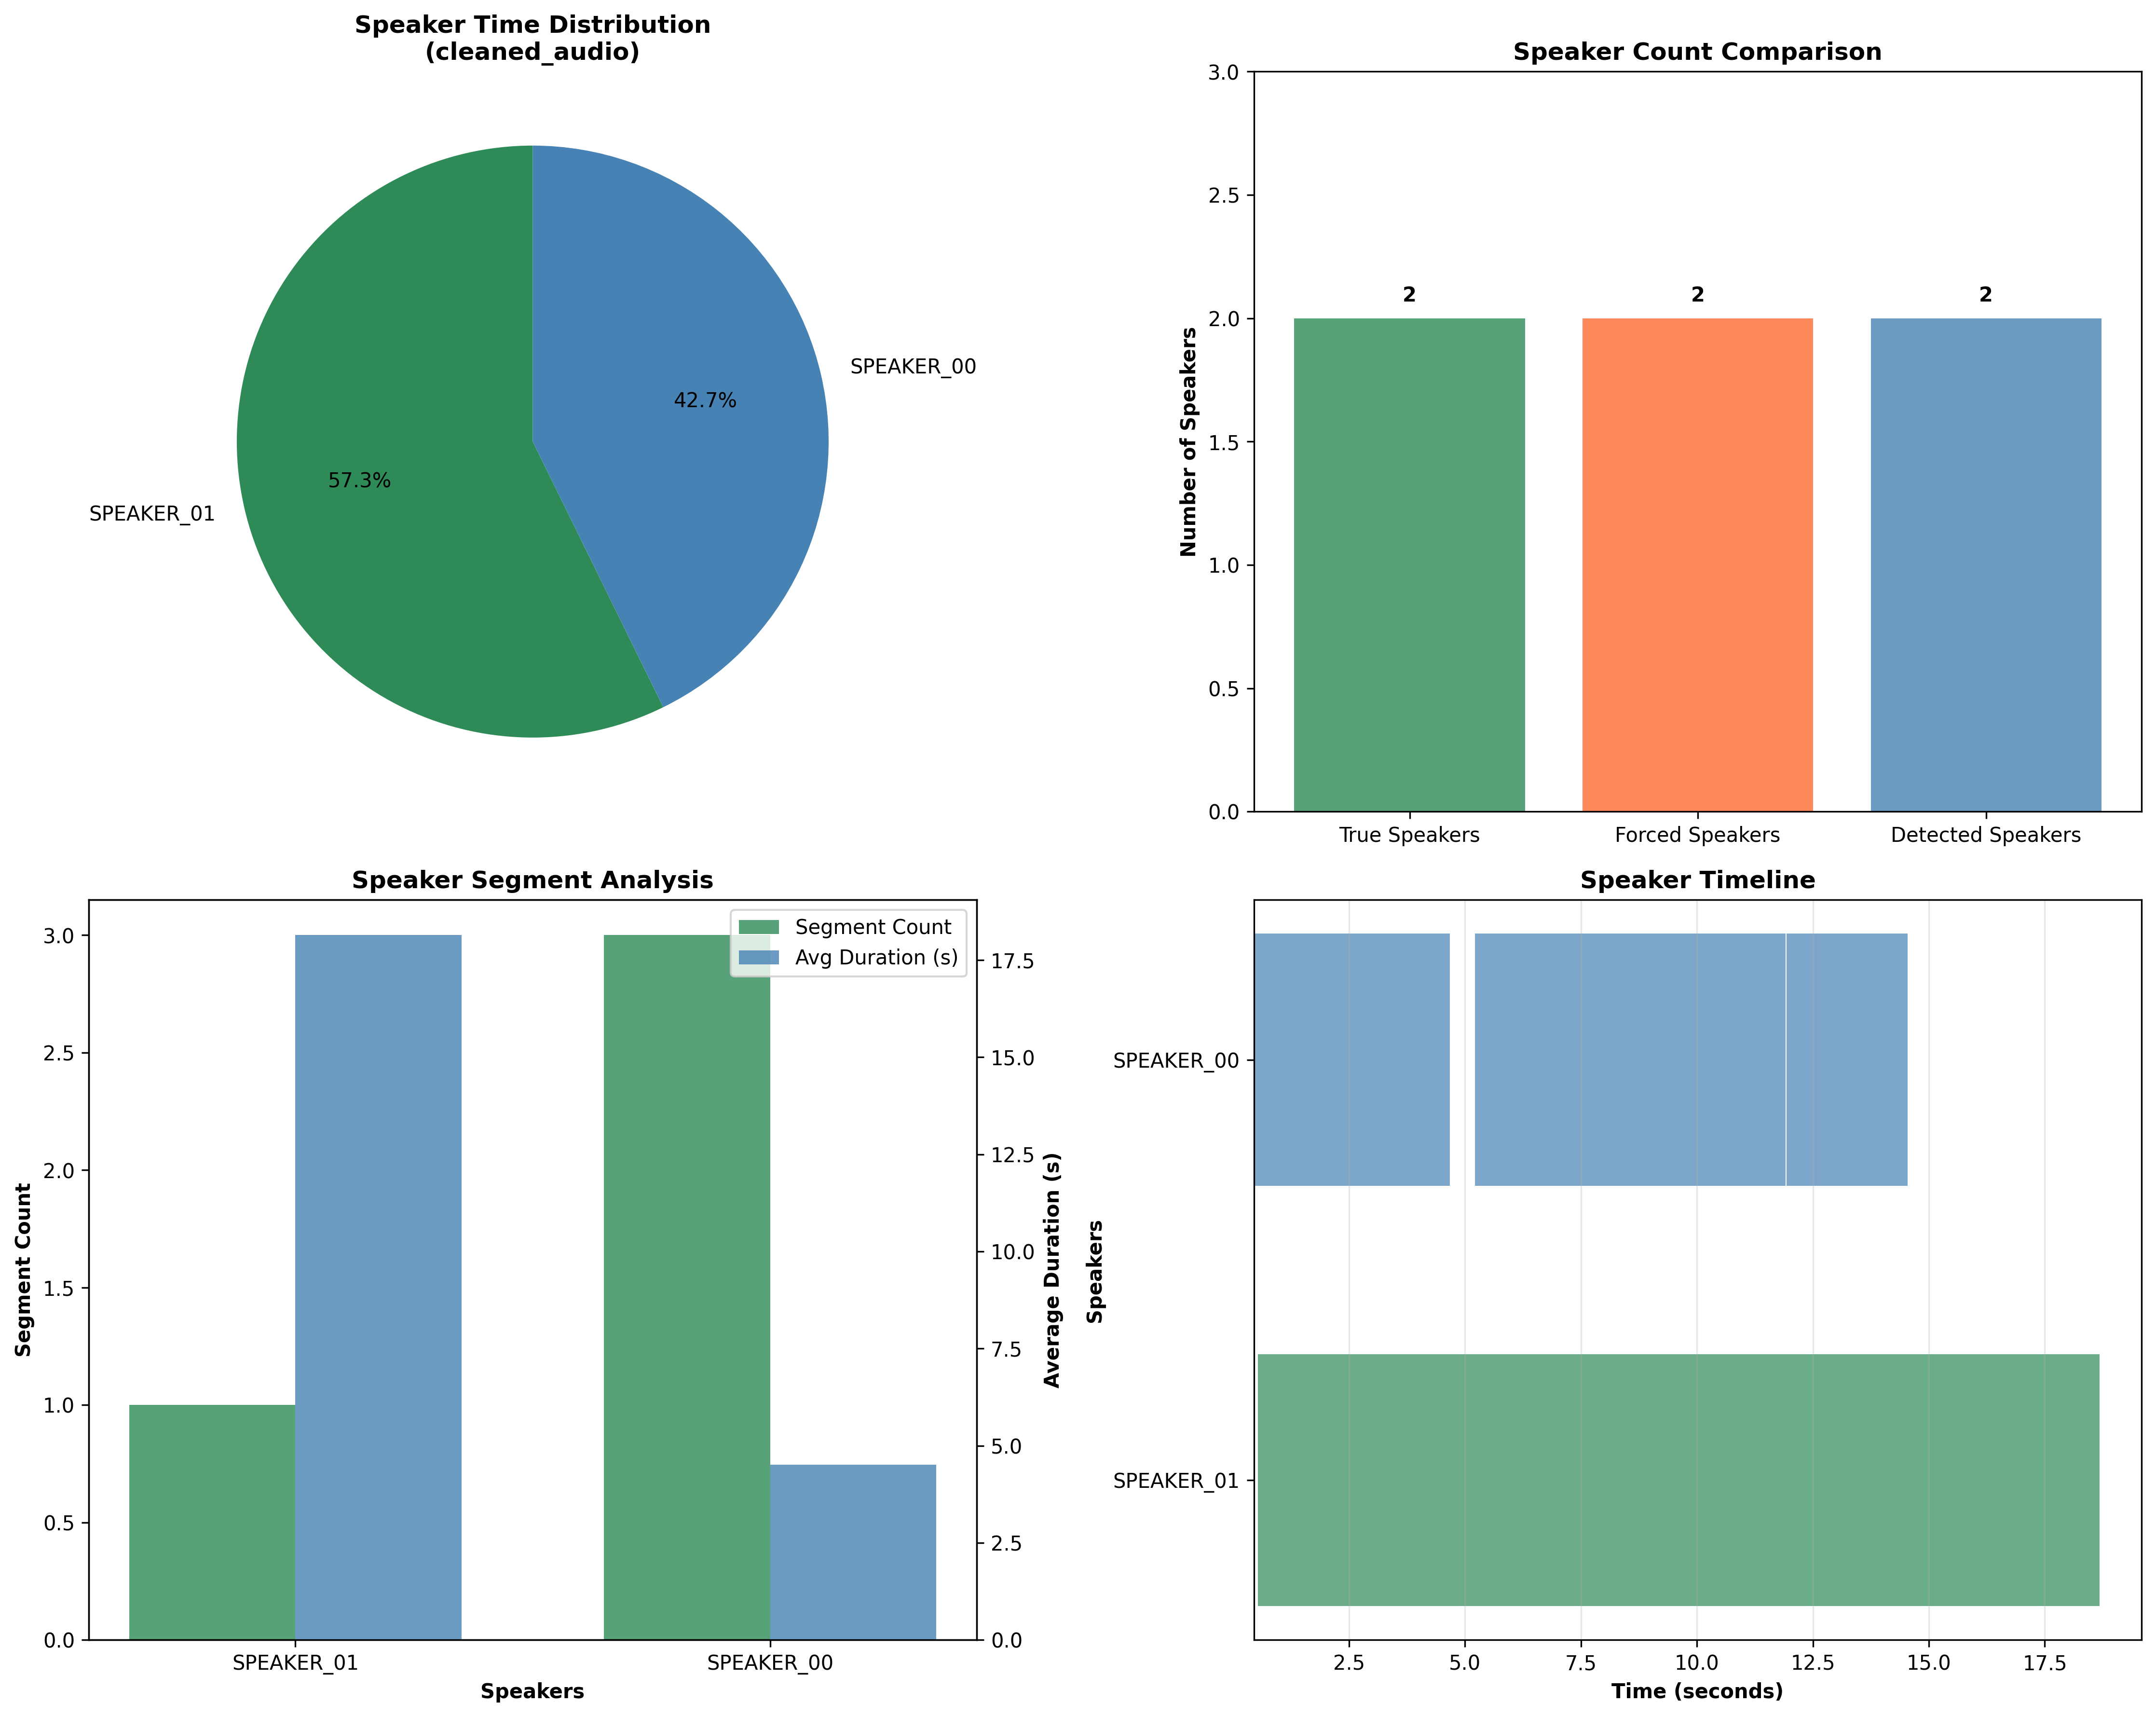 Speaker Time Distribution
(cleaned_audio)
SPEAKER_00
42.7%
57.3%
SPEAKER_01
Speaker Count Comparison
Number of Speakers
3.0
2.5
2.0
1.5
1.0
0.5
0.0
2
2
2
True Speakers
Forced Speakers
Detected Speakers
Speaker Segment Analysis
Segment Count
3.0
2.5
2.0
1.5
1.0
0.5
0.0
Segment Count
Avg Duration (s)
17.5
15.0
12.5
10.0
7.5
5.0
2.5
0.0
Average Duration (s)
SPEAKER_01
SPEAKER_00
Speakers
Speaker Timeline
Speakers
SPEAKER_00
SPEAKER_01
2.5
5.0
7.5
10.0
12.5
15.0
17.5
Time (seconds)